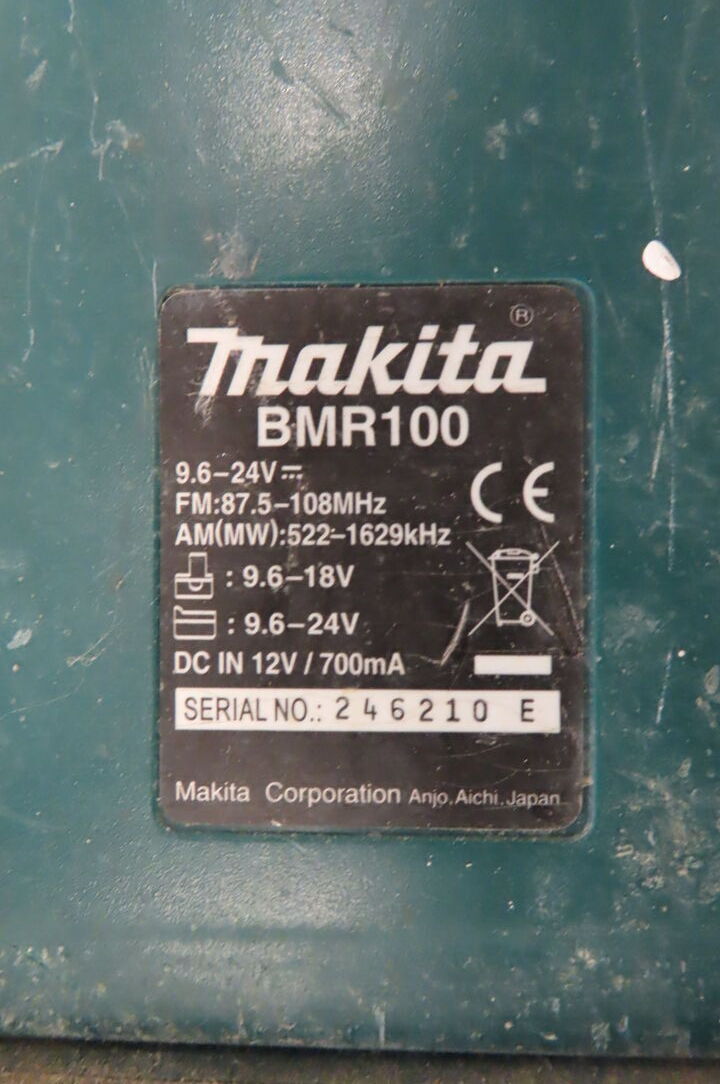 Makita®
BMR100
9.6–24V⎓
FM:87.5–108MHz
AM(MW):522–1629kHz
CE
: 9.6–18V
: 9.6–24V
DC IN 12V / 700mA
SERIAL NO.: 246210 E
Makita Corporation Anjo, Aichi, Japan